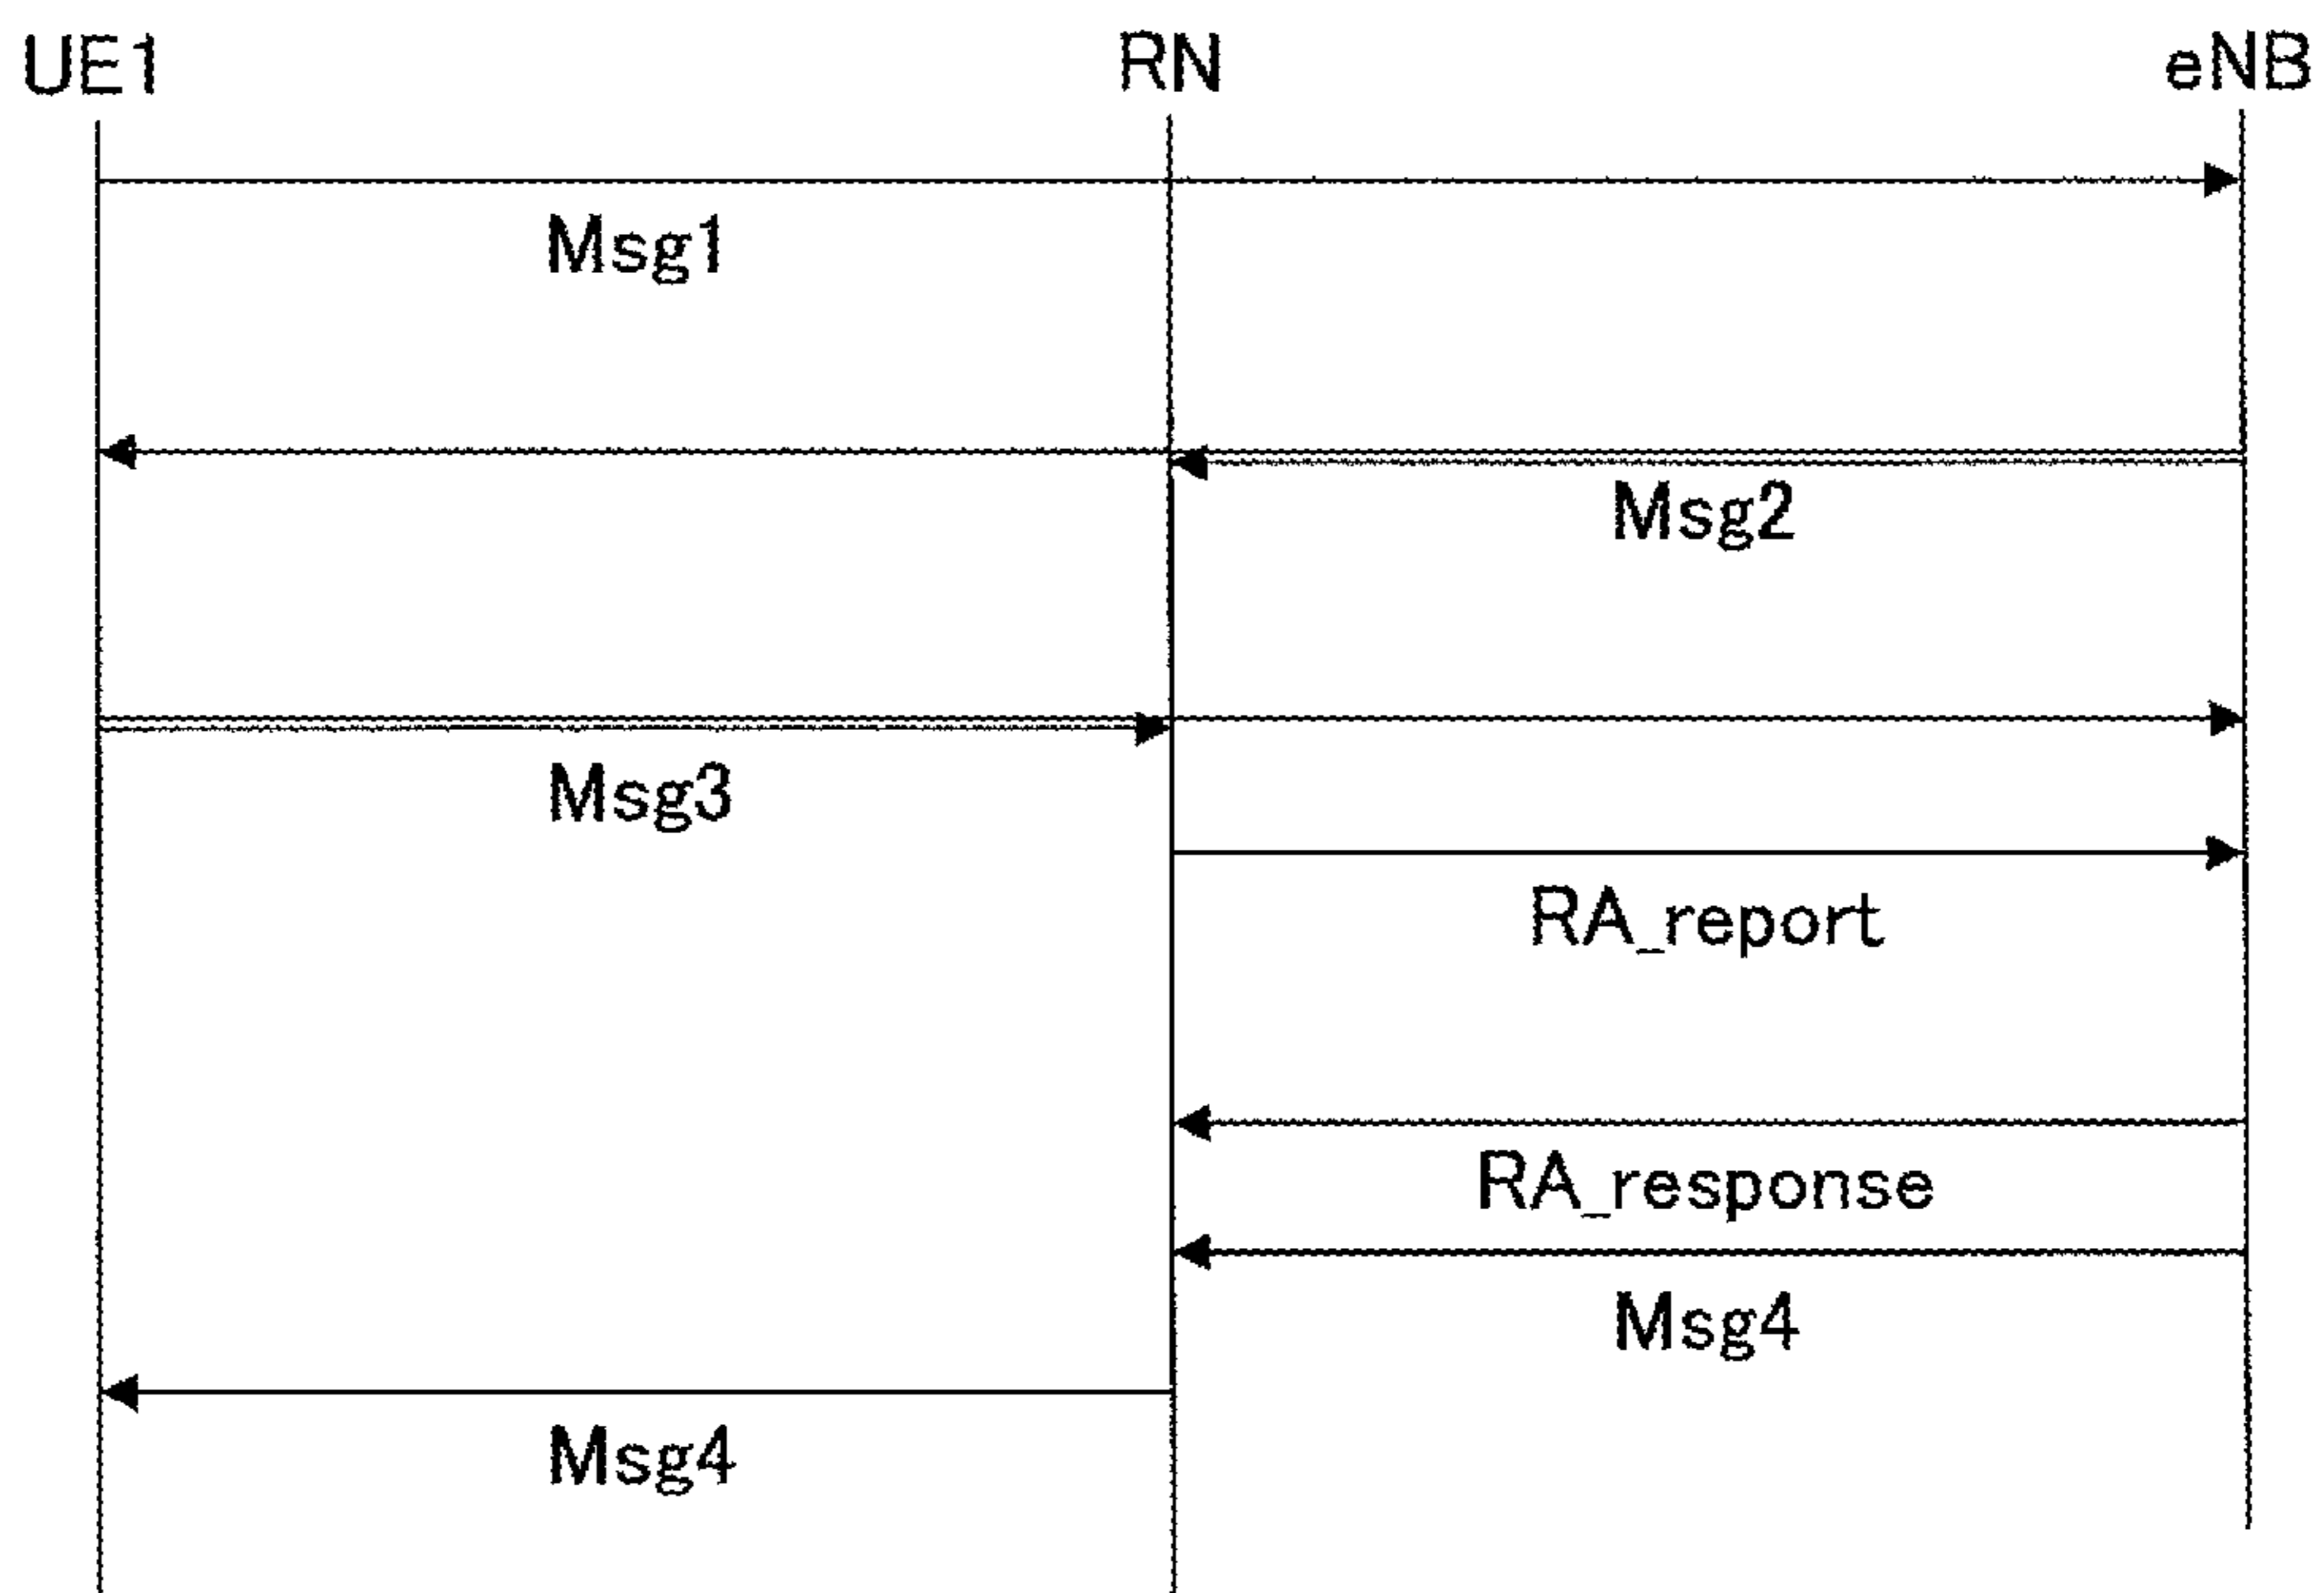 UE1 RN eNB
Msg1
Msg2
Msg3
RA_report
RA_response
Msg4
Msg4